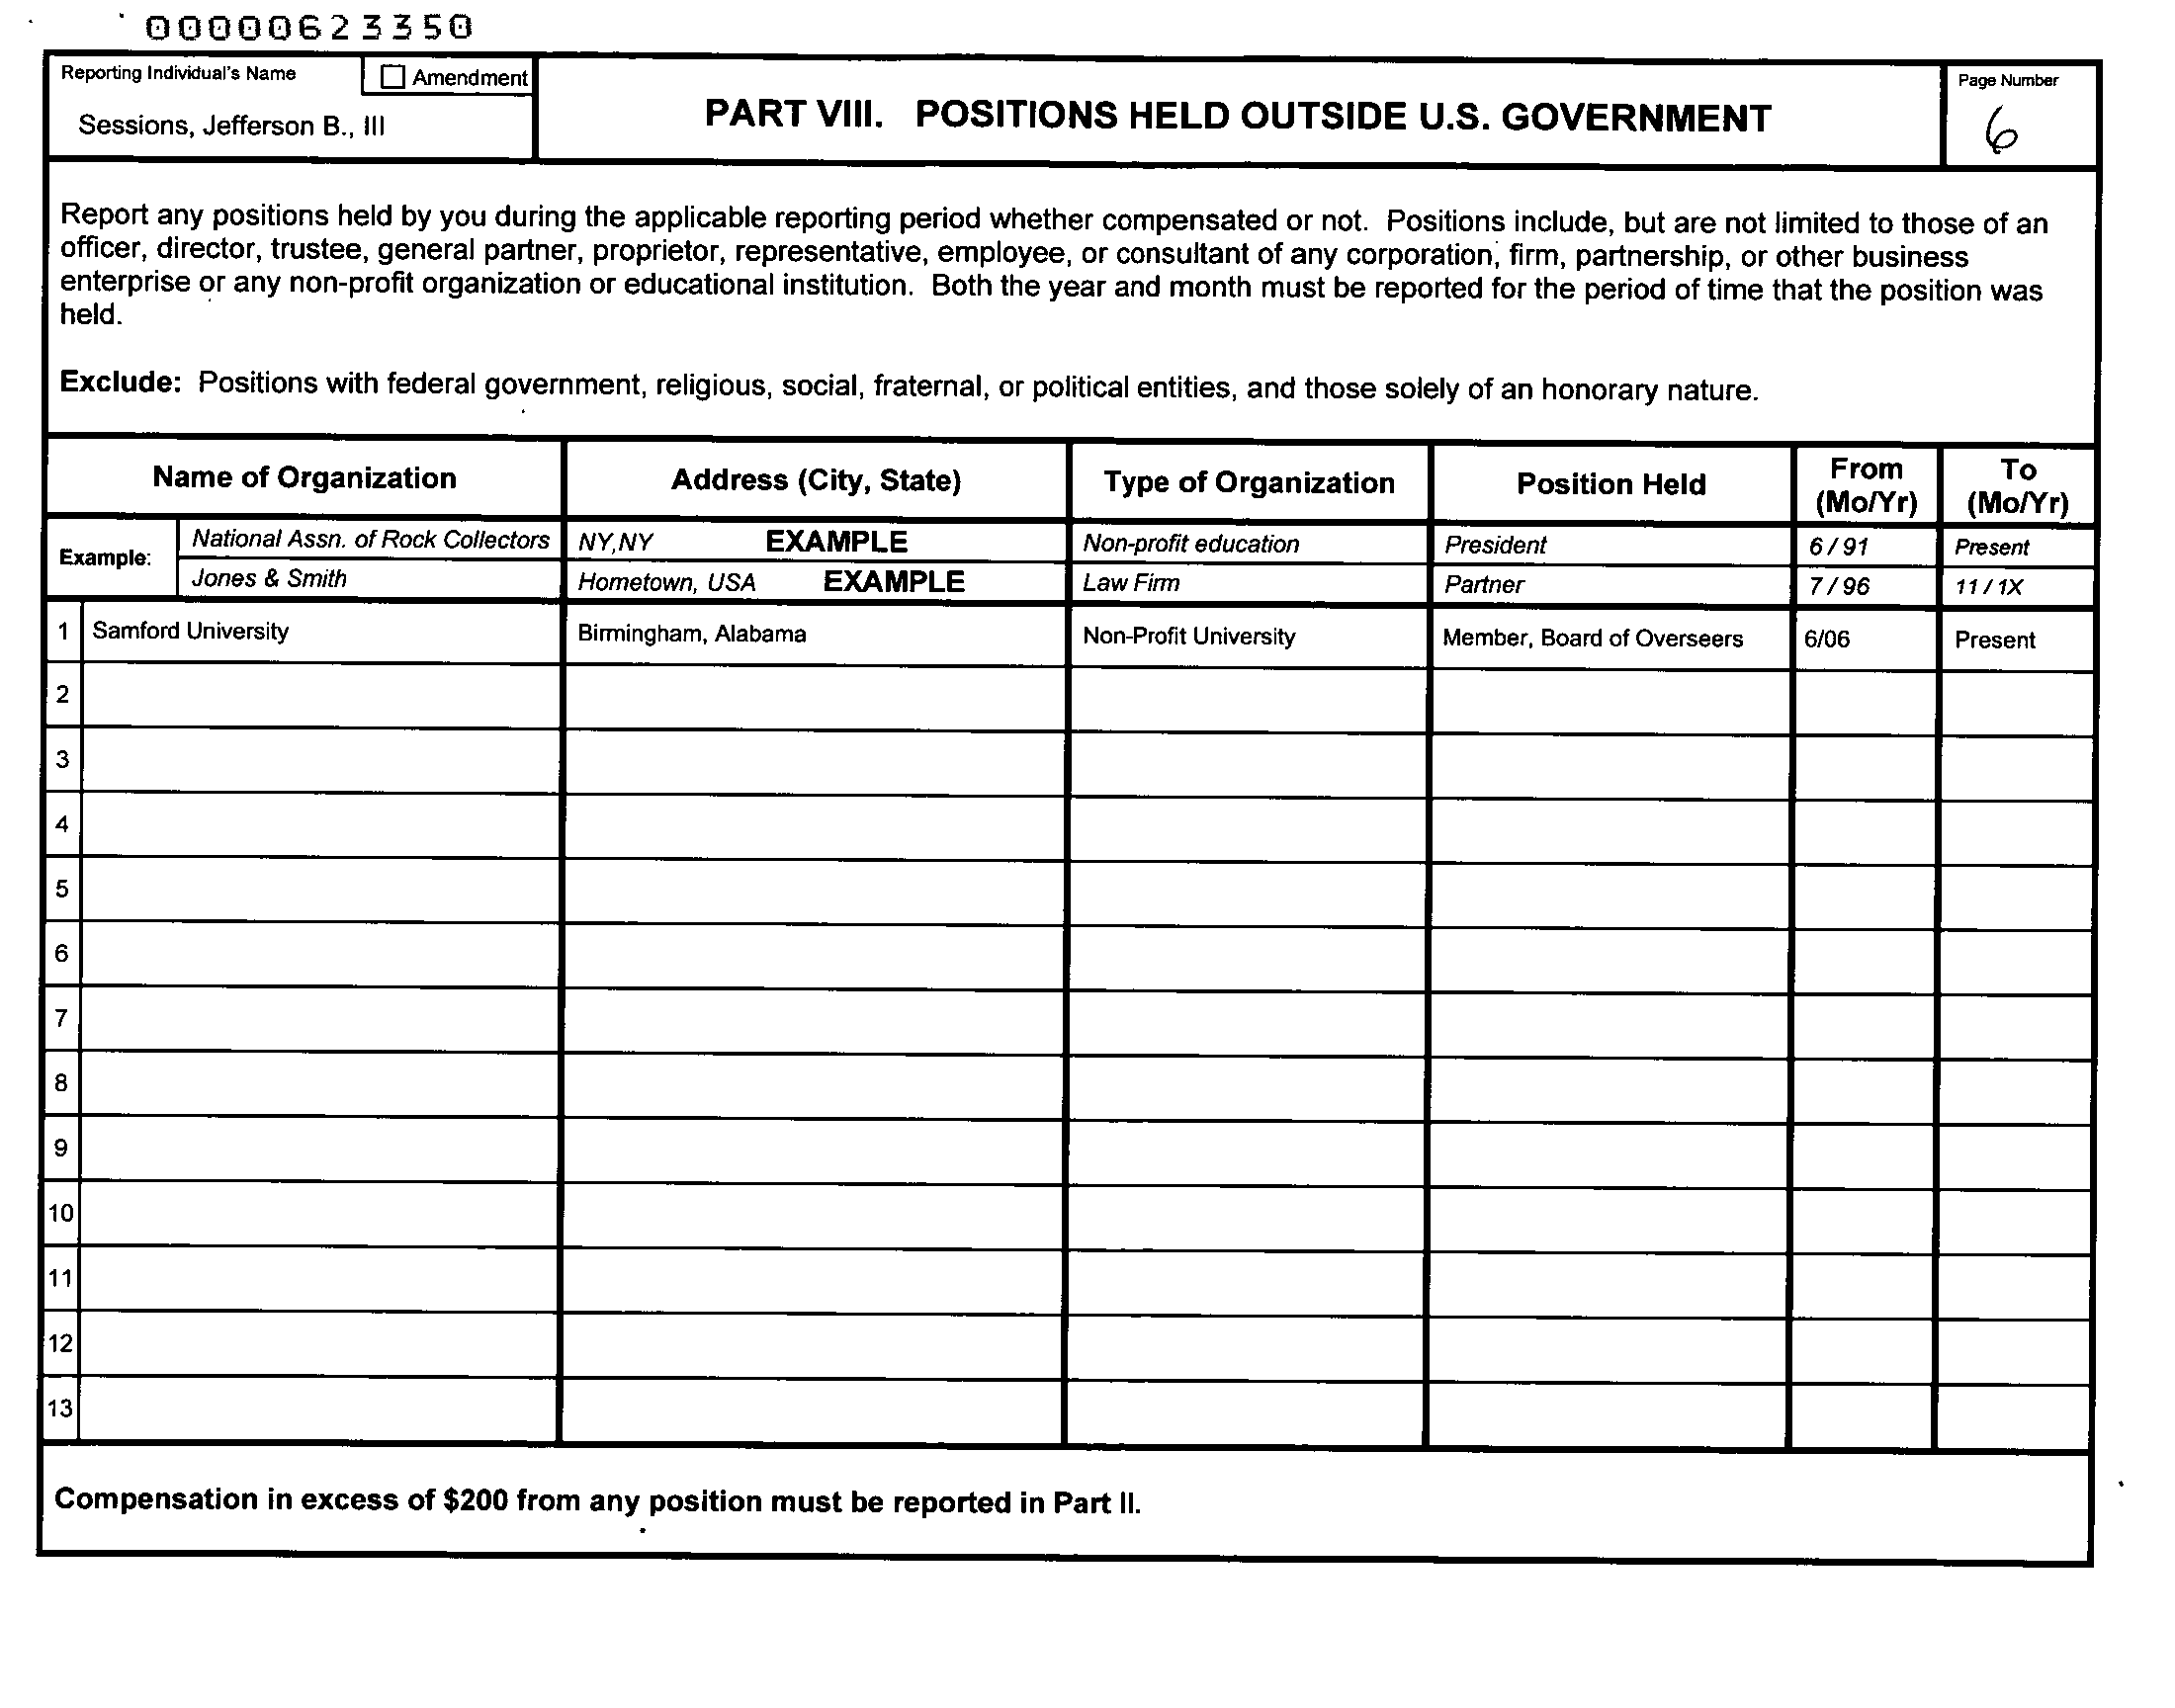 00000623350
Reporting Individual's Name
Amendment
Sessions, Jefferson B., III
PART VIII. POSITIONS HELD OUTSIDE U.S. GOVERNMENT
Page Number
6
Report any positions held by you during the applicable reporting period whether compensated or not. Positions include, but are not limited to those of an
officer, director, trustee, general partner, proprietor, representative, employee, or consultant of any corporation, firm, partnership, or other business
enterprise or any non-profit organization or educational institution. Both the year and month must be reported for the period of time that the position was
held.
Exclude: Positions with federal government, religious, social, fraternal, or political entities, and those solely of an honorary nature.
Name of Organization Address (City, State) Type of Organization Position Held From (Mo/Yr) To (Mo/Yr)
Example: National Assn. of Rock Collectors NY,NY EXAMPLE Non-profit education President 6 / 91 Present
Jones & Smith Hometown, USA EXAMPLE Law Firm Partner 7 / 96 11 / 1X
1 Samford University Birmingham, Alabama Non-Profit University Member, Board of Overseers 6/06 Present
2
3
4
5
6
7
8
9
10
11
12
13
Compensation in excess of $200 from any position must be reported in Part II.